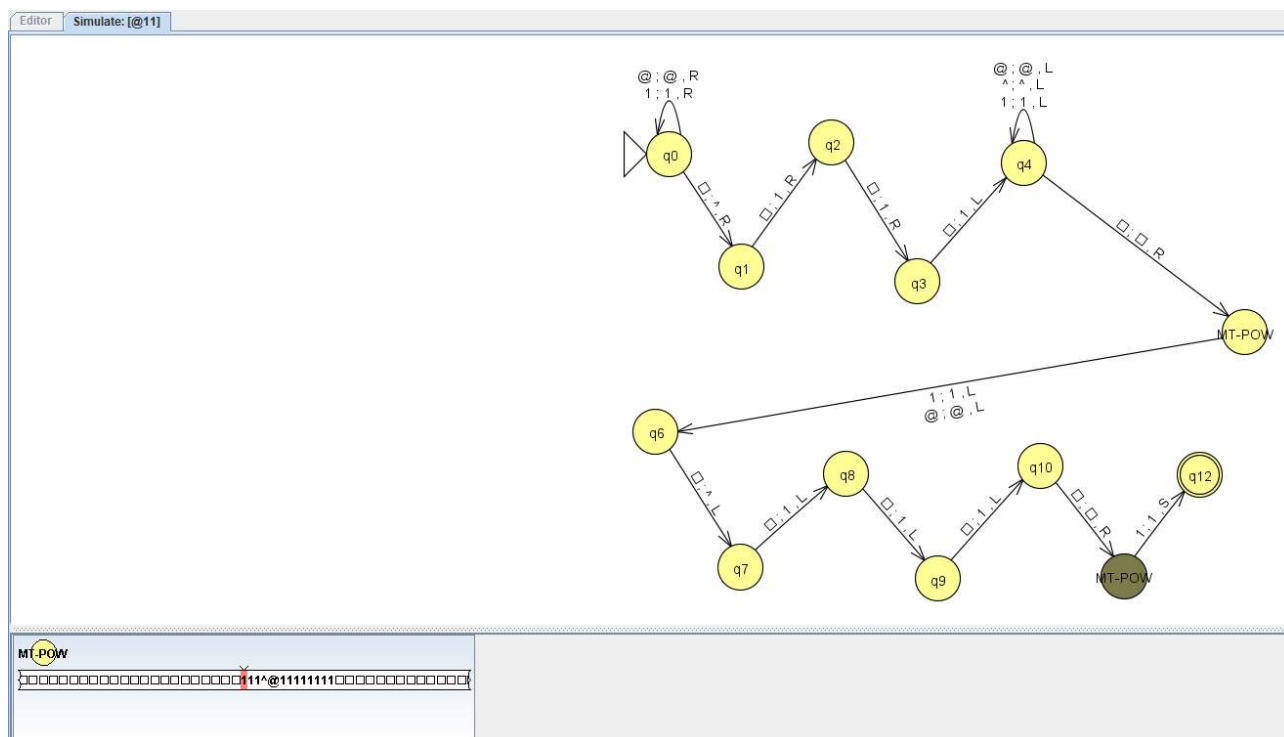 Editor
Simulate: [@11]
@ ; @ , R
1 ; 1 , R
@ ; @ , L
^ ; ^ , L
1 ; 1 , L
q0
q2
q4
□ ; ^ , R
□ ; 1 , R
□ ; 1 , R
□ ; 1 , L
□ ; □ , R
q1
q3
MT-POW
1 ; 1 , L
@ ; @ , L
q6
q8
q10
q12
□ ; ^ , L
□ ; 1 , L
□ ; 1 , L
□ ; 1 , L
□ ; □ , R
1 ; 1 , S
q7
q9
MT-POW
MT-POW
111^@11111111